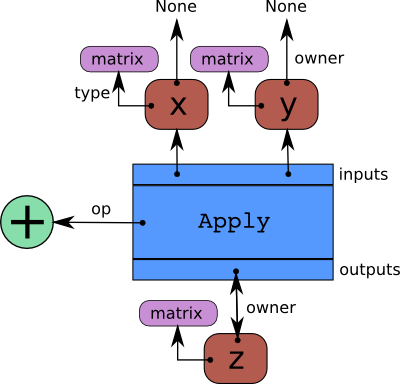 None None
matrix matrix owner
type x y
inputs
op + Apply
outputs
owner
matrix
z